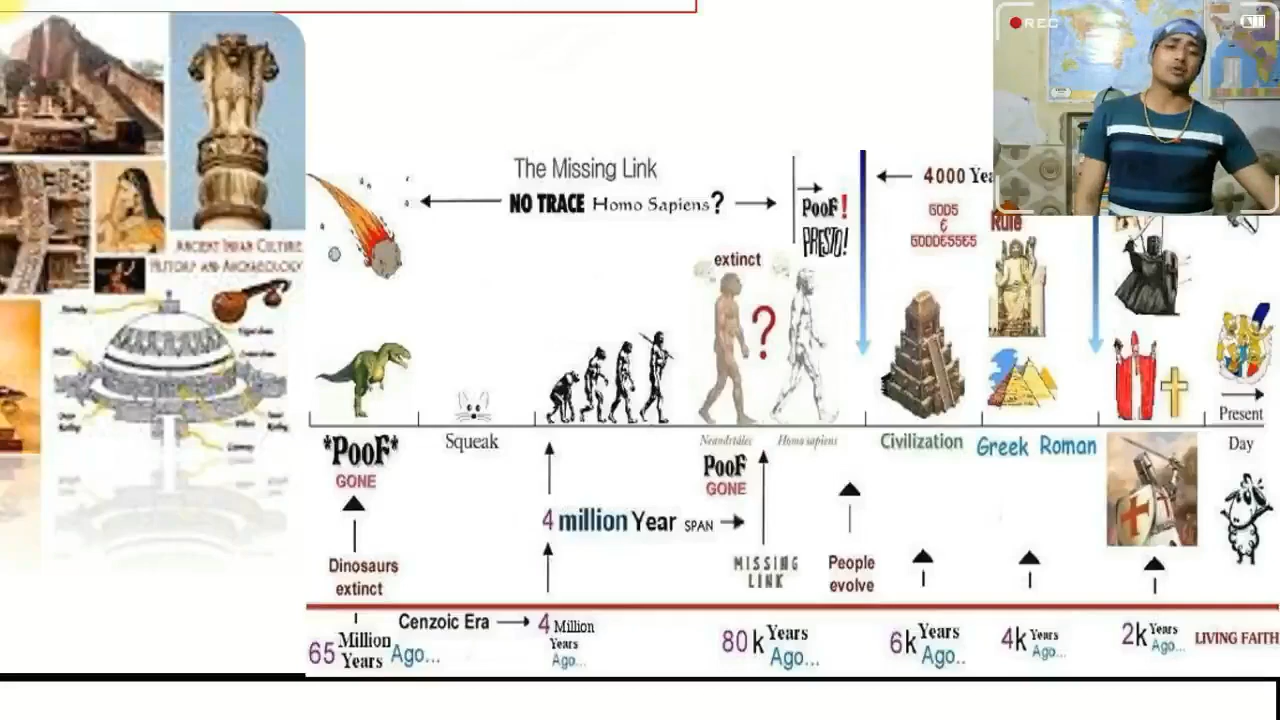 REC
The Missing Link
NO TRACE Homo Sapiens?
PooF!
PRESTO!
4000 Yea
GODS
&
GODDESSES
Rule
ANCIENT INDIAN CULTURE
HISTORY AND ARCHAEOLOGY
extinct
?
Present
Day
*PooF*
GONE
Squeak
Neandrtales
Homo sapiens
PooF
GONE
Civilization
Greek Roman
4 million Year SPAN
Dinosaurs
extinct
MISSING
LINK
People
evolve
Cenzoic Era
65 Million
Years Ago...
4 Million
Years
Ago...
80k Years
Ago...
6k Years
Ago..
4k Years
Ago...
2k Years
Ago...
LIVING FAITH